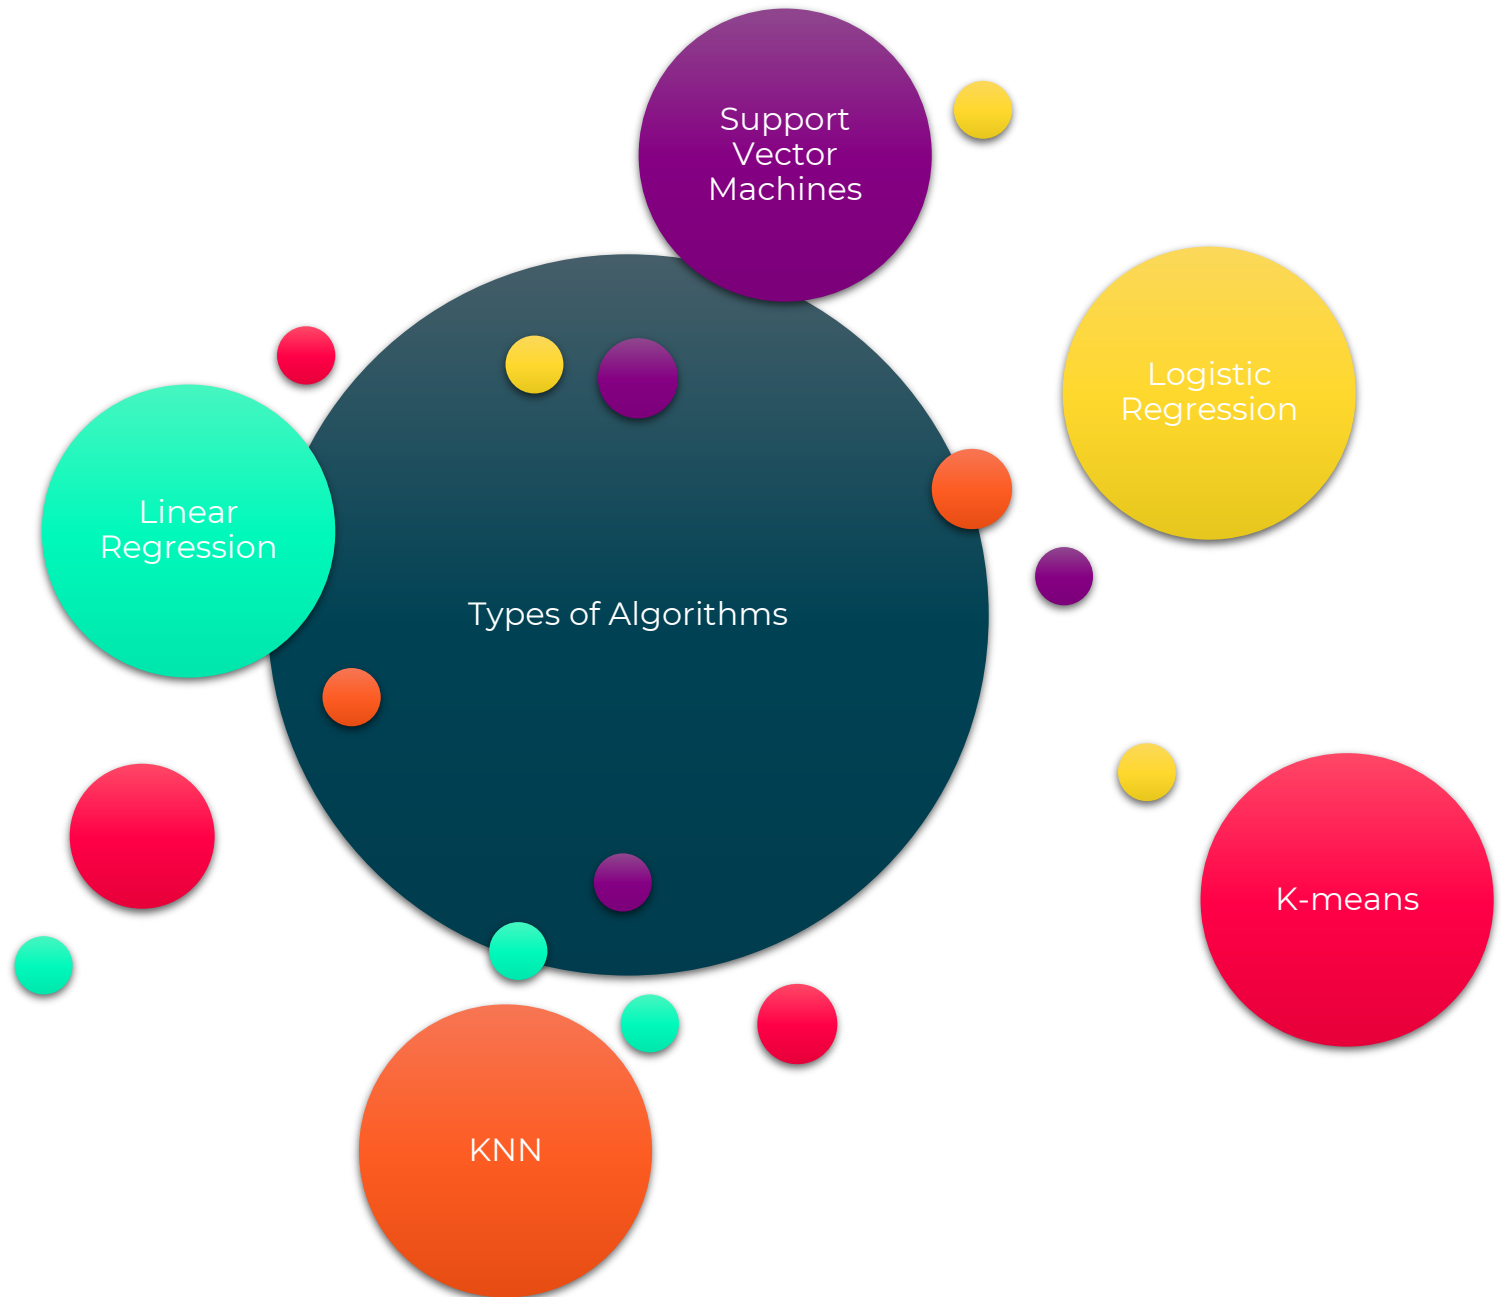 Support
Vector
Machines
Logistic
Regression
Linear
Regression
Types of Algorithms
K-means
KNN